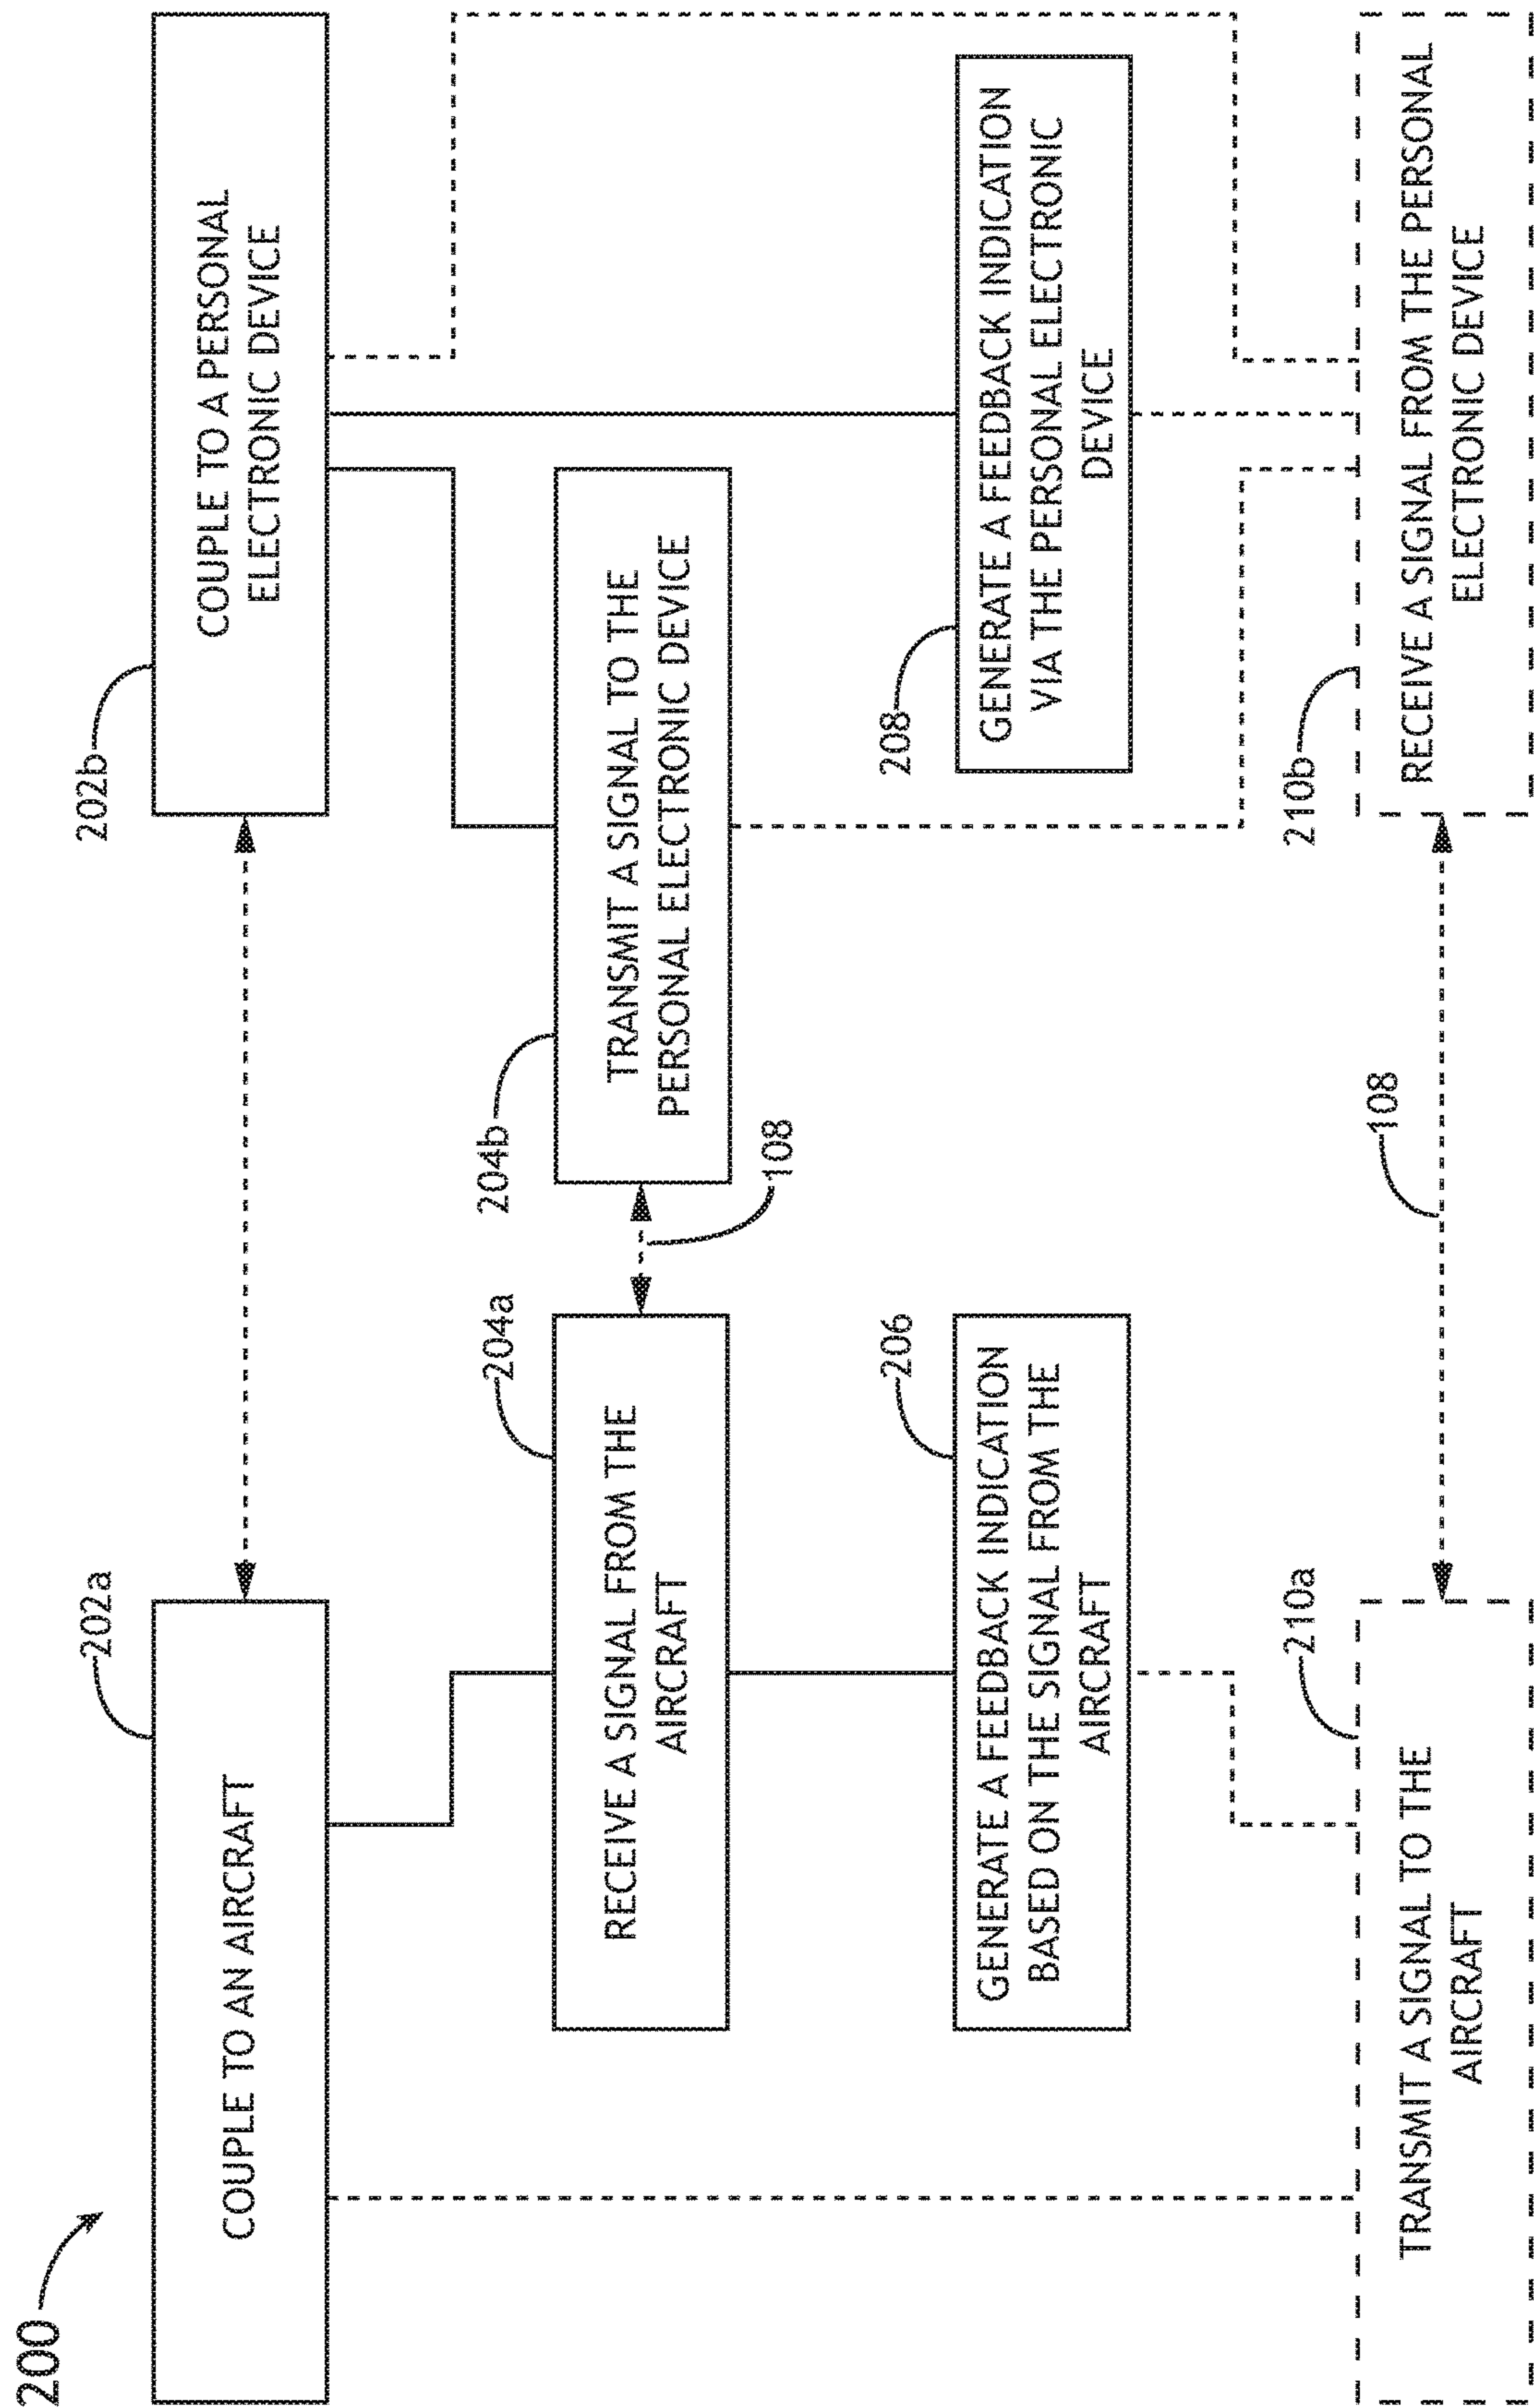 200
202a
COUPLE TO AN AIRCRAFT
202b
COUPLE TO A PERSONAL
ELECTRONIC DEVICE
204a
RECEIVE A SIGNAL FROM THE
AIRCRAFT
204b
TRANSMIT A SIGNAL TO THE
PERSONAL ELECTRONIC DEVICE
108
206
GENERATE A FEEDBACK INDICATION
BASED ON THE SIGNAL FROM THE
AIRCRAFT
208
GENERATE A FEEDBACK INDICATION
VIA THE PERSONAL ELECTRONIC
DEVICE
210a
TRANSMIT A SIGNAL TO THE
AIRCRAFT
108
210b
RECEIVE A SIGNAL FROM THE PERSONAL
ELECTRONIC DEVICE